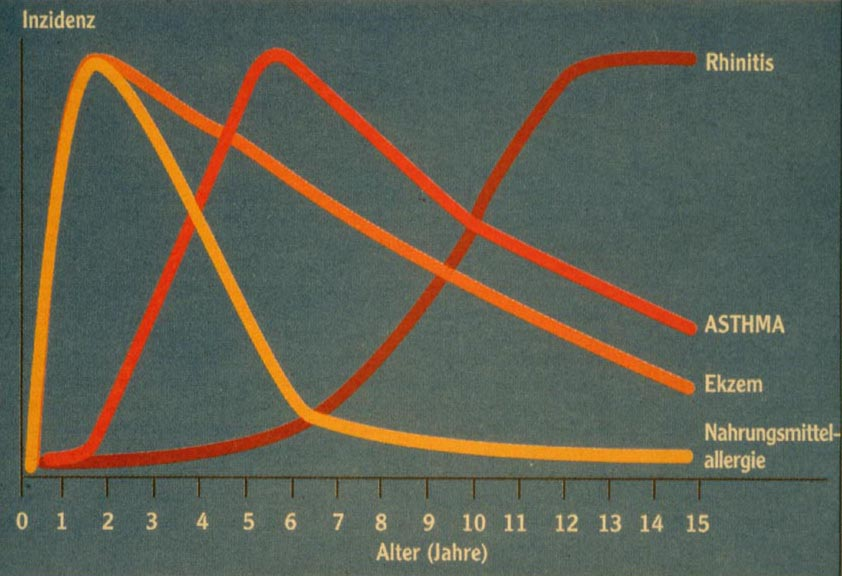 Inzidenz
Rhinitis
ASTHMA
Ekzem
Nahrungsmittel-
allergie
0 1 2 3 4 5 6 7 8 9 10 11 12 13 14 15
Alter (Jahre)